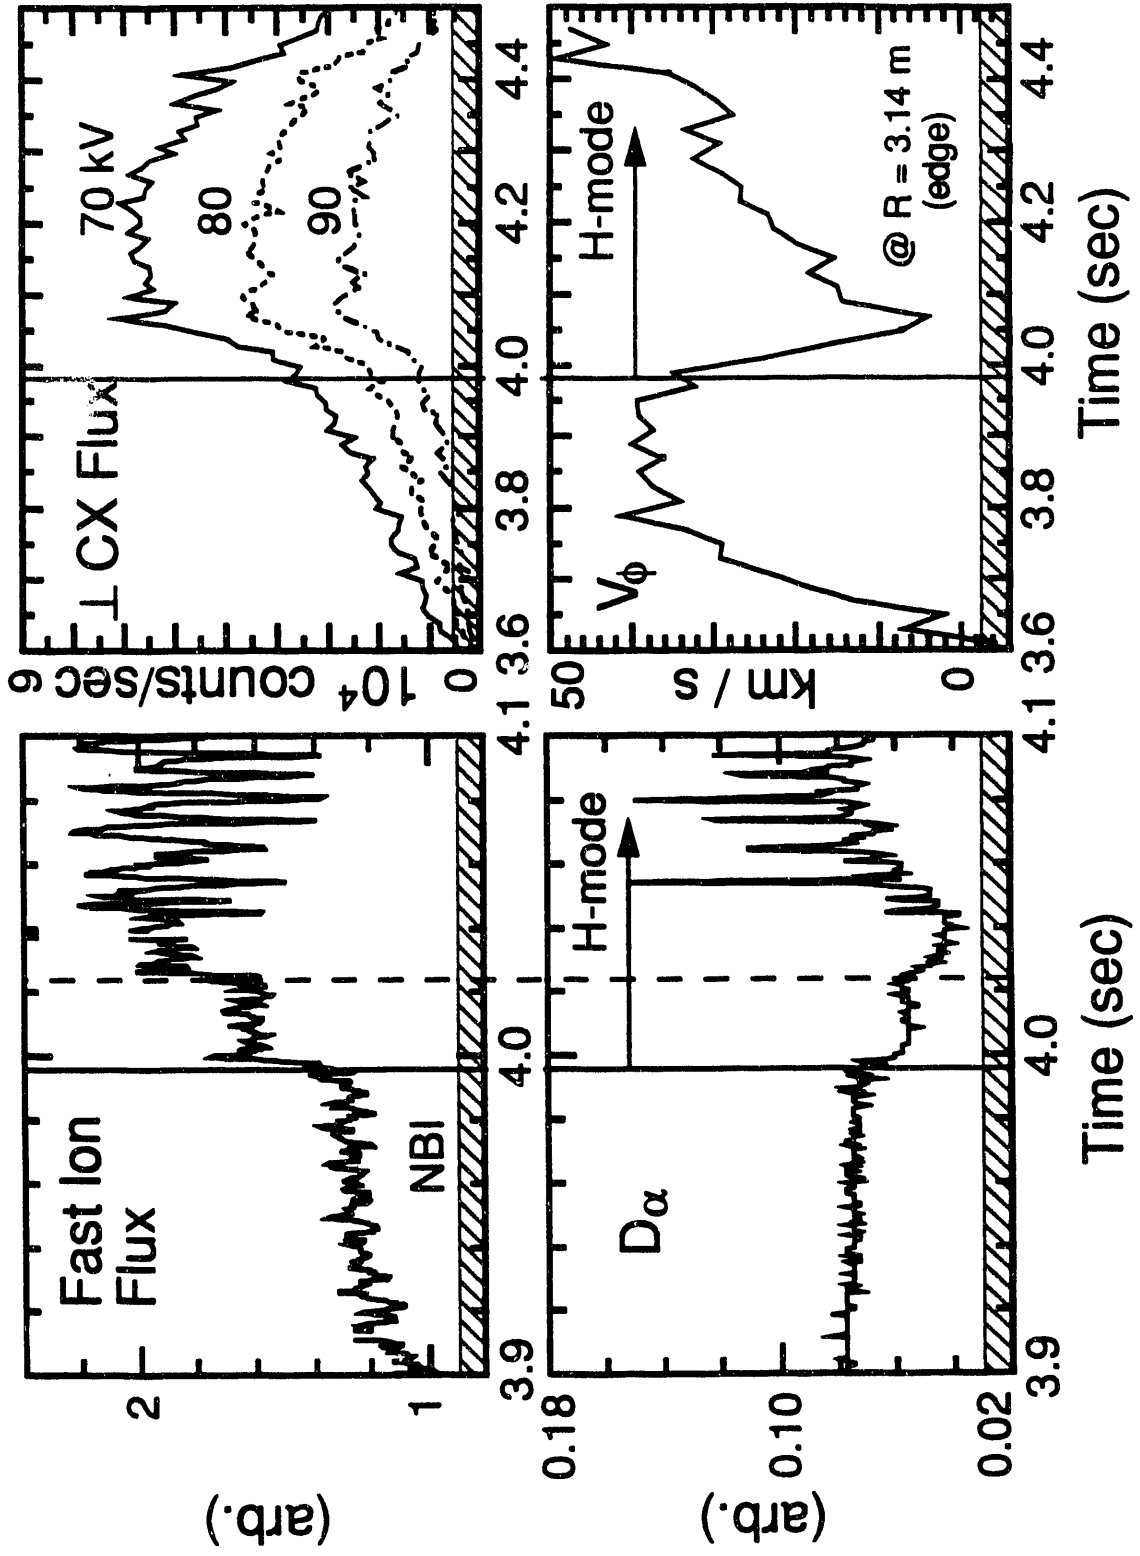 Fast Ion
Flux
2
1
(arb.)
NBI
3.9
4.0
4.1
0.18
0.10
0.02
(arb.)
Dα
H-mode
3.9
4.0
4.1
Time (sec)
⊥ CX Flux
6
10⁴ counts/sec
0
70 kV
80
90
3.6
3.8
4.0
4.2
4.4
50
km / s
0
Vϕ
H-mode
@ R = 3.14 m
(edge)
3.6
3.8
4.0
4.2
4.4
Time (sec)